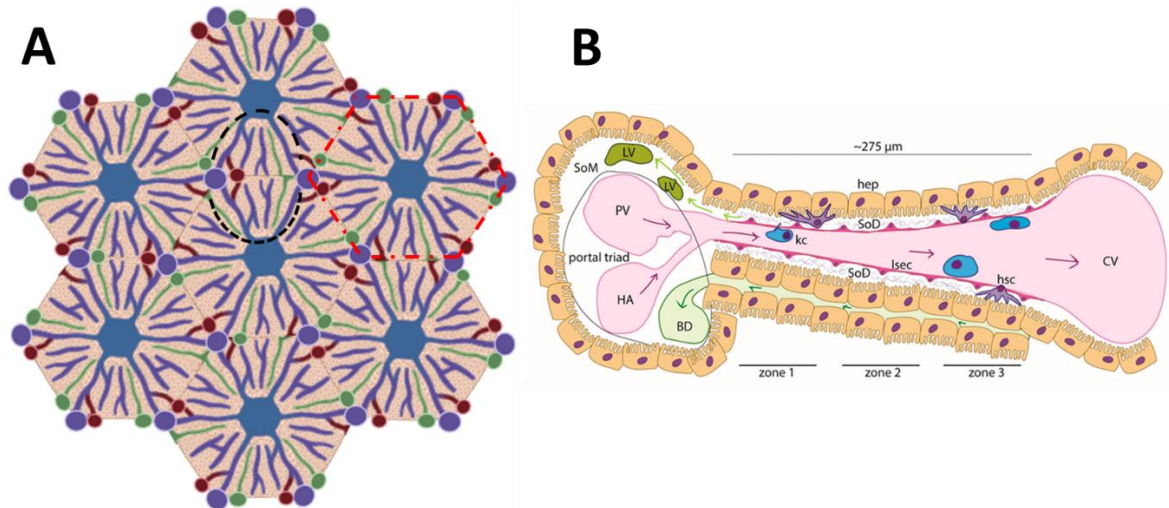 A
B
~275 µm
LV
SoM
hep
LV
PV
SoD
kc
portal triad
lsec
CV
SoD
hsc
HA
BD
zone 1
zone 2
zone 3